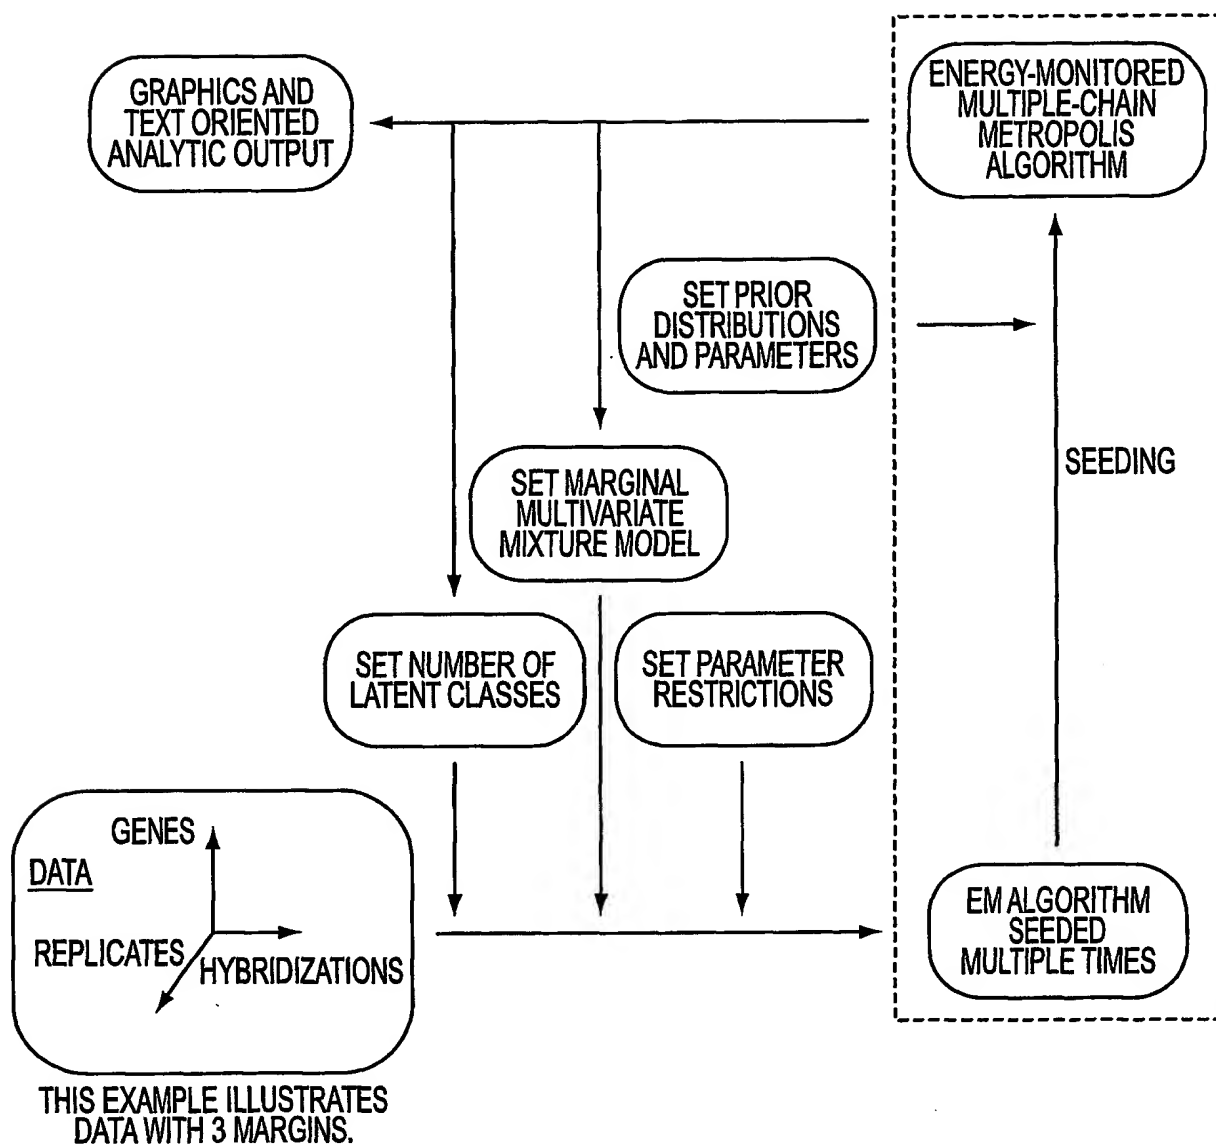 GRAPHICS AND
TEXT ORIENTED
ANALYTIC OUTPUT
ENERGY-MONITORED
MULTIPLE-CHAIN
METROPOLIS
ALGORITHM
SET PRIOR
DISTRIBUTIONS
AND PARAMETERS
SEEDING
SET MARGINAL
MULTIVARIATE
MIXTURE MODEL
SET NUMBER OF
LATENT CLASSES
SET PARAMETER
RESTRICTIONS
GENES
DATA
REPLICATES
HYBRIDIZATIONS
EM ALGORITHM
SEEDED
MULTIPLE TIMES
THIS EXAMPLE ILLUSTRATES
DATA WITH 3 MARGINS.